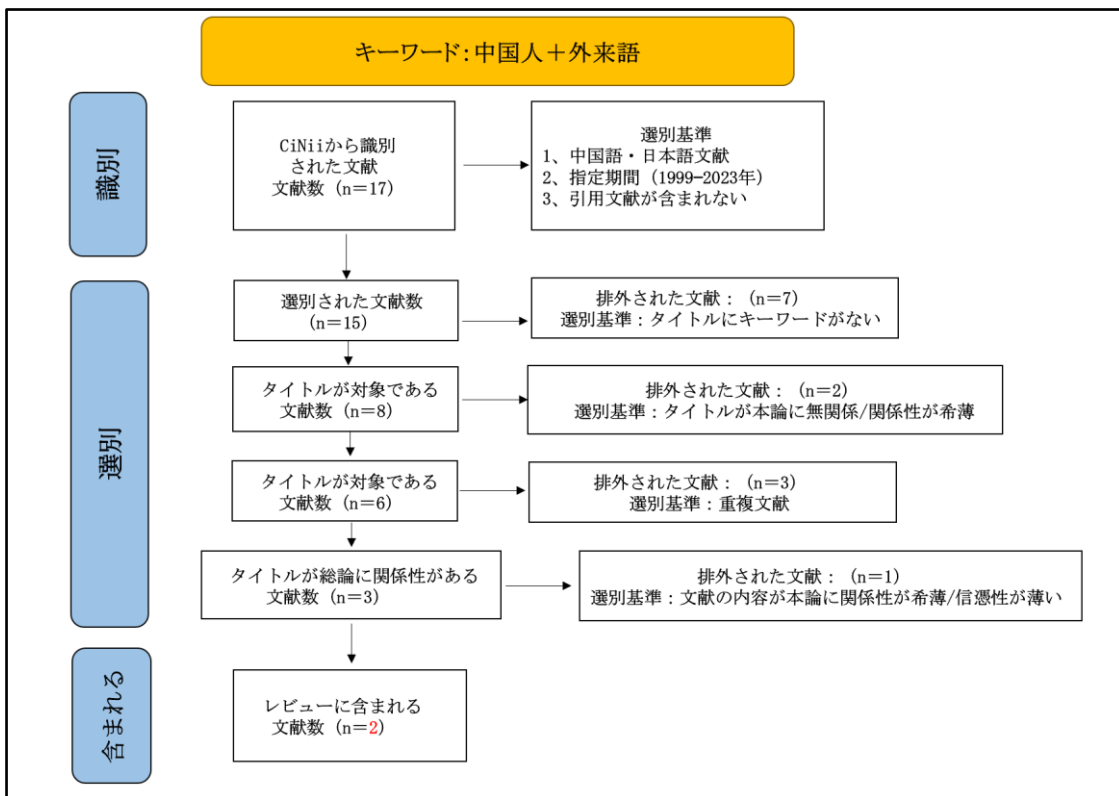 キーワード：中国人＋外来語
識別
CiNiiから識別
された文献
文献数（n＝17）
選別基準
1、中国語・日本語文献
2、指定期間（1999−2023年）
3、引用文献が含まれない
選別
選別された文献数
（n＝15）
排外された文献：（n＝7）
選別基準：タイトルにキーワードがない
タイトルが対象である
文献数（n＝8）
排外された文献：（n＝2）
選別基準：タイトルが本論に無関係/関係性が希薄
タイトルが対象である
文献数（n＝6）
排外された文献：（n＝3）
選別基準：重複文献
タイトルが総論に関係性がある
文献数（n＝3）
排外された文献：（n＝1）
選別基準：文献の内容が本論に関係性が希薄/信憑性が薄い
含まれる
レビューに含まれる
文献数（n＝2）